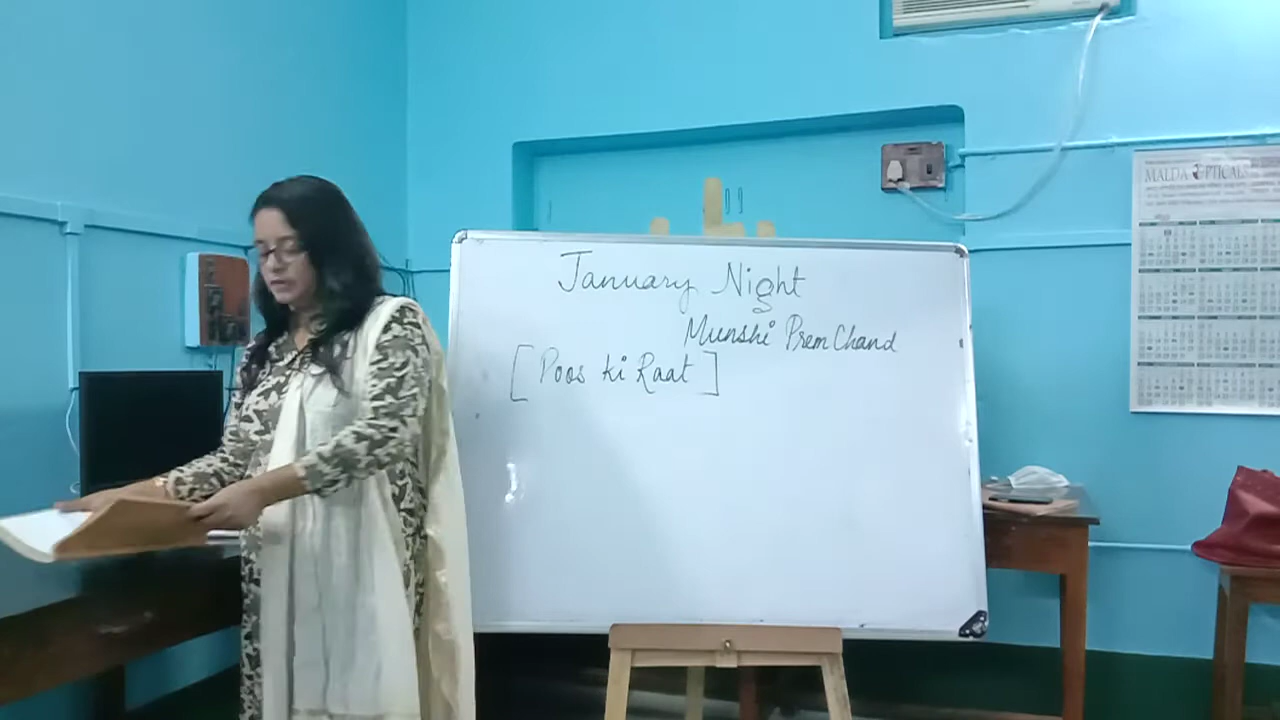 January Night
Munshi Prem Chand
[Poos ki Raat]
MALDA OPTICALS